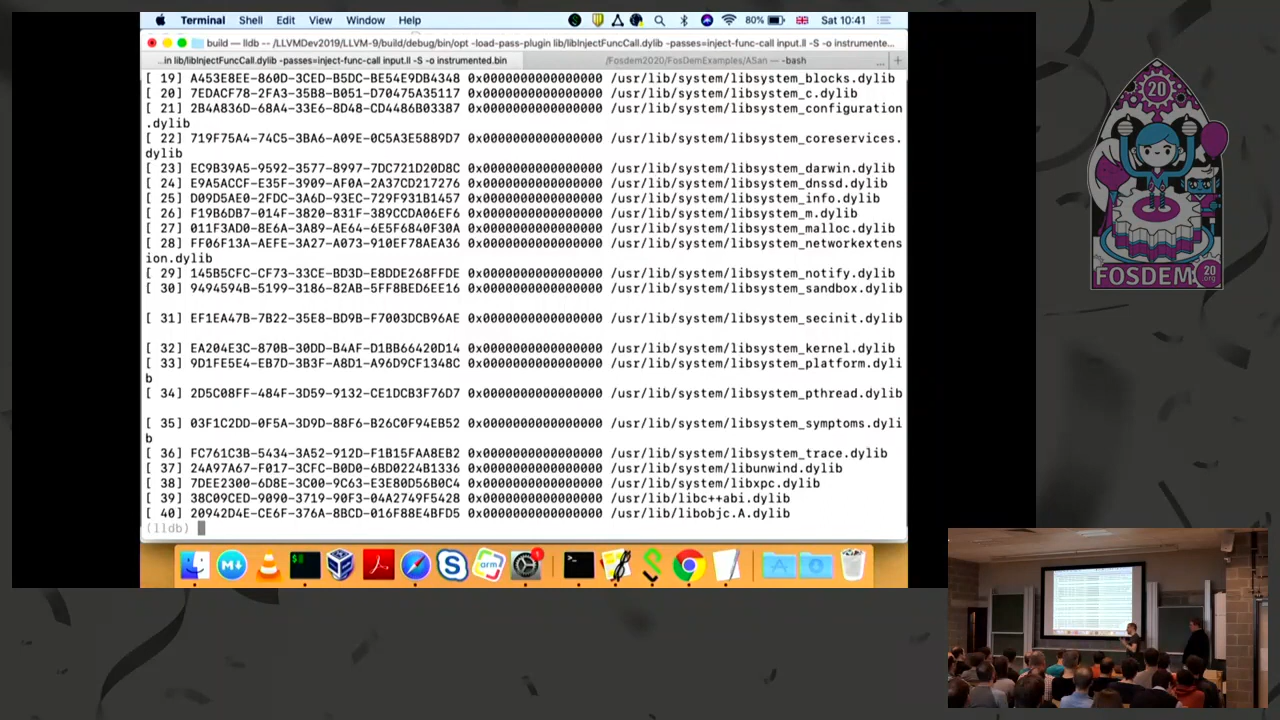 Terminal Shell Edit View Window Help 80% Sat 10:41
build — lldb -- /LLVMDev2019/LLVM-9/build/debug/bin/opt -load-pass-plugin lib/libInjectFuncCall.dylib -passes=inject-func-call input.ll -S -o instrumente...
...in lib/libInjectFuncCall.dylib -passes=inject-func-call input.ll -S -o instrumented.bin /Fosdem2020/FosDemExamples/ASan — -bash ... +
[ 19] A453E8EE-860D-3CED-B5DC-BE54E9DB4348 0x0000000000000000 /usr/lib/system/libsystem_blocks.dylib
[ 20] 7EDACF78-2FA3-35B8-B051-D70475A35117 0x0000000000000000 /usr/lib/system/libsystem_c.dylib
[ 21] 2B4A836D-68A4-33E6-8D48-CD4486B03387 0x0000000000000000 /usr/lib/system/libsystem_configuration
.dylib
[ 22] 719F75A4-74C5-3BA6-A09E-0C5A3E5889D7 0x0000000000000000 /usr/lib/system/libsystem_coreservices.
dylib
[ 23] EC9B39A5-9592-3577-8997-7DC721D20D8C 0x0000000000000000 /usr/lib/system/libsystem_darwin.dylib
[ 24] E9A5ACCF-E35F-3909-AF0A-2A37CD217276 0x0000000000000000 /usr/lib/system/libsystem_dnssd.dylib
[ 25] D09D5AE0-2FDC-3A6D-93EC-729F931B1457 0x0000000000000000 /usr/lib/system/libsystem_info.dylib
[ 26] F19B6DB7-014F-3820-831F-389CCDA06EF6 0x0000000000000000 /usr/lib/system/libsystem_m.dylib
[ 27] 011F3AD0-8E6A-3A89-AE64-6E5F6840F30A 0x0000000000000000 /usr/lib/system/libsystem_malloc.dylib
[ 28] FF06F13A-AEFE-3A27-A073-910EF78AEA36 0x0000000000000000 /usr/lib/system/libsystem_networkextens
ion.dylib
[ 29] 145B5CFC-CF73-33CE-BD3D-E8DDE268FFDE 0x0000000000000000 /usr/lib/system/libsystem_notify.dylib
[ 30] 9494594B-5199-3186-82AB-5FF8BED6EE16 0x0000000000000000 /usr/lib/system/libsystem_sandbox.dylib
[ 31] EF1EA47B-7B22-35E8-BD9B-F7003DCB96AE 0x0000000000000000 /usr/lib/system/libsystem_secinit.dylib
[ 32] EA204E3C-870B-30DD-B4AF-D1BB66420D14 0x0000000000000000 /usr/lib/system/libsystem_kernel.dylib
[ 33] 9D1FE5E4-EB7D-3B3F-A8D1-A96D9CF1348C 0x0000000000000000 /usr/lib/system/libsystem_platform.dyli
b
[ 34] 2D5C08FF-484F-3D59-9132-CE1DCB3F76D7 0x0000000000000000 /usr/lib/system/libsystem_pthread.dylib
[ 35] 03F1C2DD-0F5A-3D9D-88F6-B26C0F94EB52 0x0000000000000000 /usr/lib/system/libsystem_symptoms.dyli
b
[ 36] FC761C3B-5434-3A52-912D-F1B15FAA8EB2 0x0000000000000000 /usr/lib/system/libsystem_trace.dylib
[ 37] 24A97A67-F017-3CFC-B0D0-6BD0224B1336 0x0000000000000000 /usr/lib/system/libunwind.dylib
[ 38] 7DEE2300-6D8E-3C00-9C63-E3E80D56B0C4 0x0000000000000000 /usr/lib/system/libxpc.dylib
[ 39] 38C09CED-9090-3719-90F3-04A2749F5428 0x0000000000000000 /usr/lib/libc++abi.dylib
[ 40] 20942D4E-CE6F-376A-8BCD-016F88E4BFD5 0x0000000000000000 /usr/lib/libobjc.A.dylib
(lldb)
M
arm
1
20
FOSDEM 20
.org